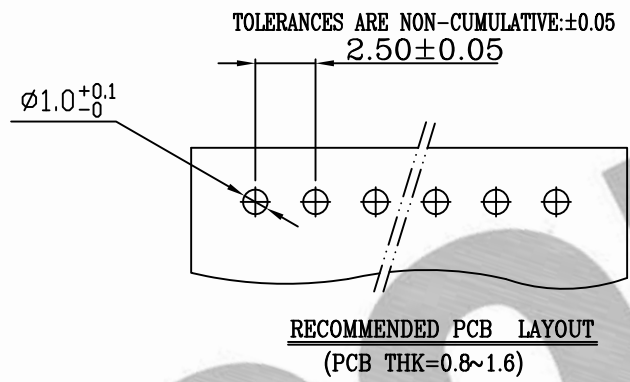 TOLERANCES ARE NON-CUMULATIVE:±0.05
2.50±0.05
⌀1.0 +0.1 -0
RECOMMENDED PCB LAYOUT
(PCB THK=0.8~1.6)